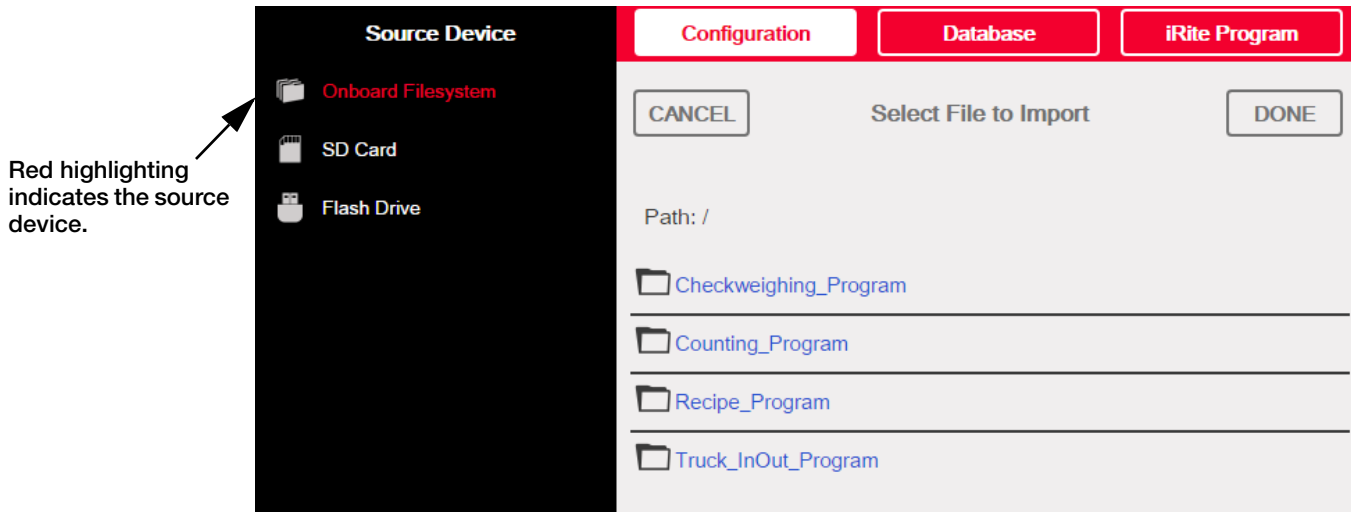 Source Device
Configuration
Database
iRite Program
Onboard Filesystem
SD Card
Flash Drive
Red highlighting
indicates the source
device.
CANCEL
Select File to Import
DONE
Path: /
Checkweighing_Program
Counting_Program
Recipe_Program
Truck_InOut_Program